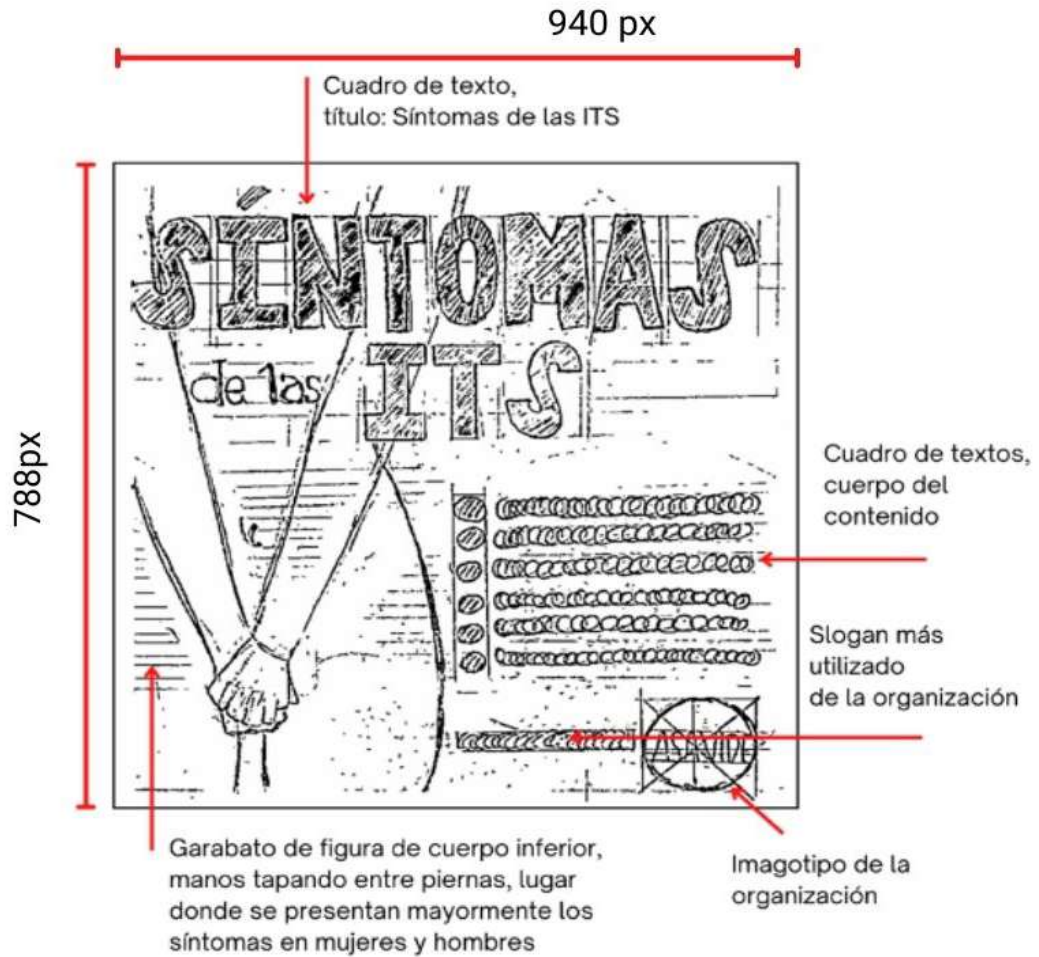 940 px
Cuadro de texto,
título: Síntomas de las ITS
788px
SÍNTOMAS
de las ITS
Cuadro de textos,
cuerpo del
contenido
Slogan más
utilizado
de la organización
Garabato de figura de cuerpo inferior,
manos tapando entre piernas, lugar
donde se presentan mayormente los
síntomas en mujeres y hombres
Imagotipo de la
organización